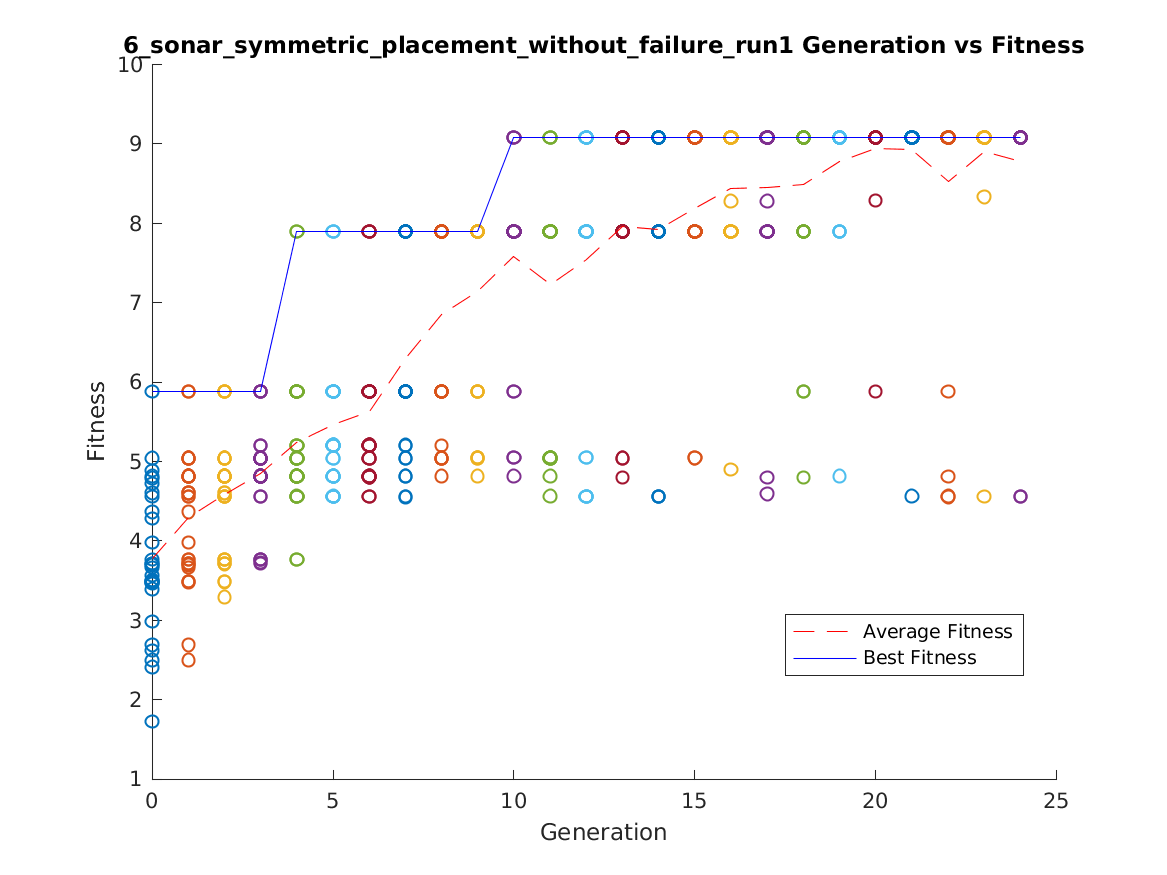 6_sonar_symmetric_placement_without_failure_run1 Generation vs Fitness
10
9
8
7
6
5
4
3
2
1
Fitness
Average Fitness
Best Fitness
0 5 10 15 20 25
Generation